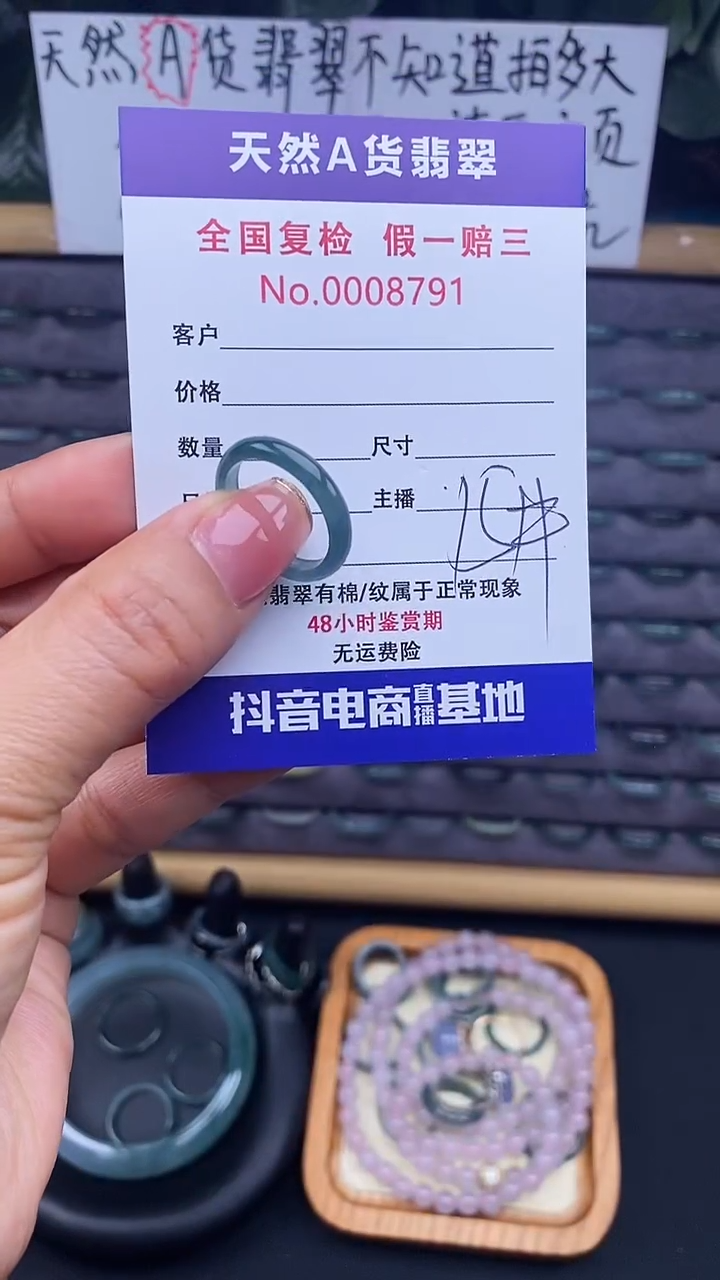 天然A货翡翠不知道拍多大
页
天然A货翡翠
全国复检 假一赔三
No.0008791
客户
价格
数量 尺寸
主播
翡翠有棉/纹属于正常现象
48小时鉴赏期
无运费险
抖音电商直播基地